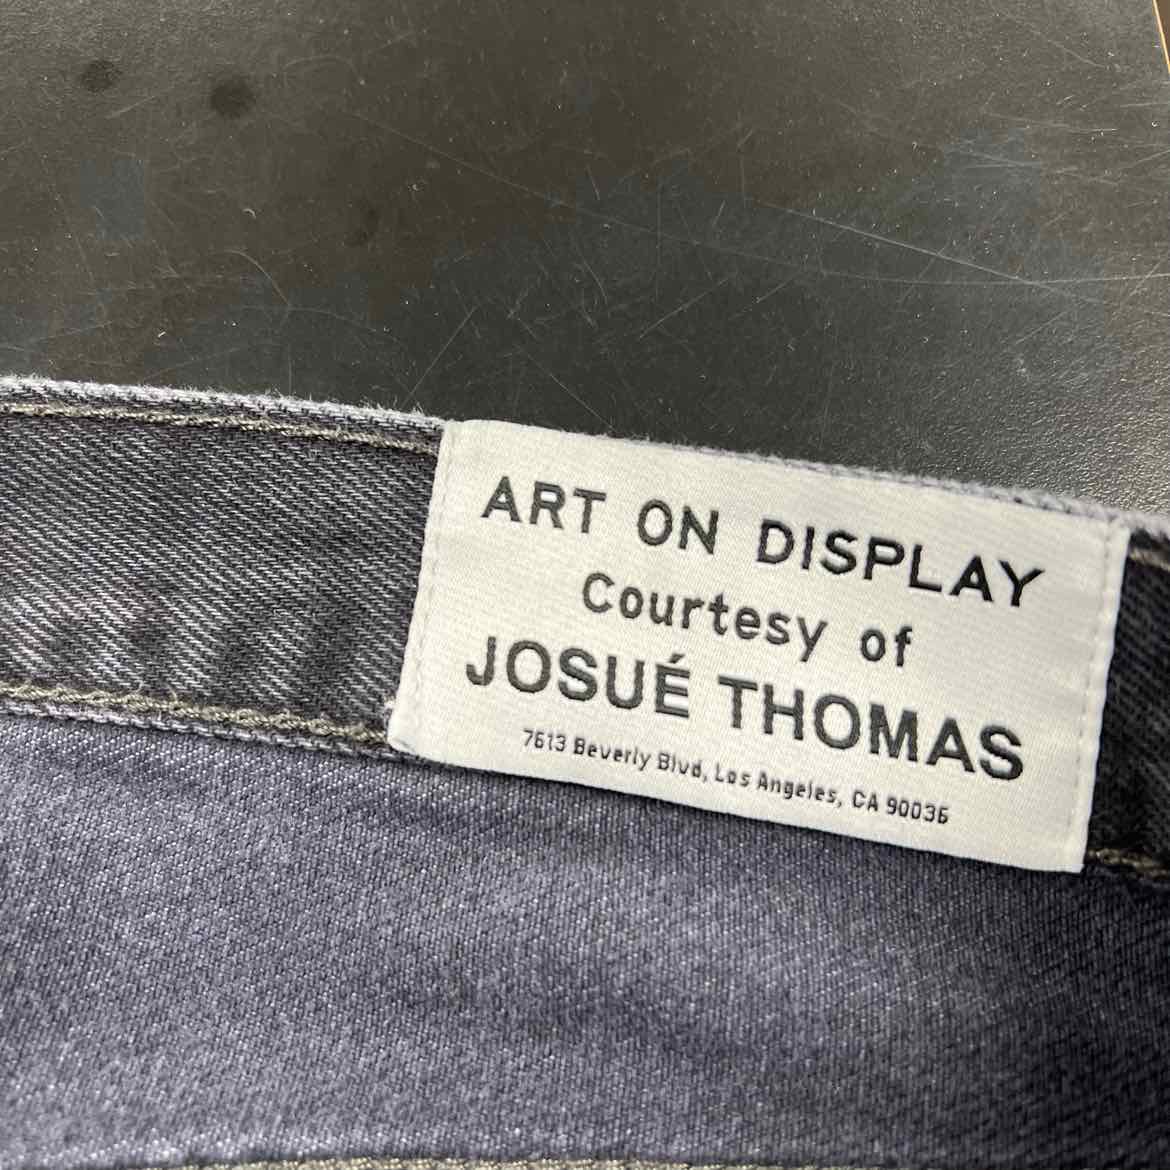 ART ON DISPLAY
Courtesy of
JOSUÉ THOMAS
7613 Beverly Blvd, Los Angeles, CA 90036